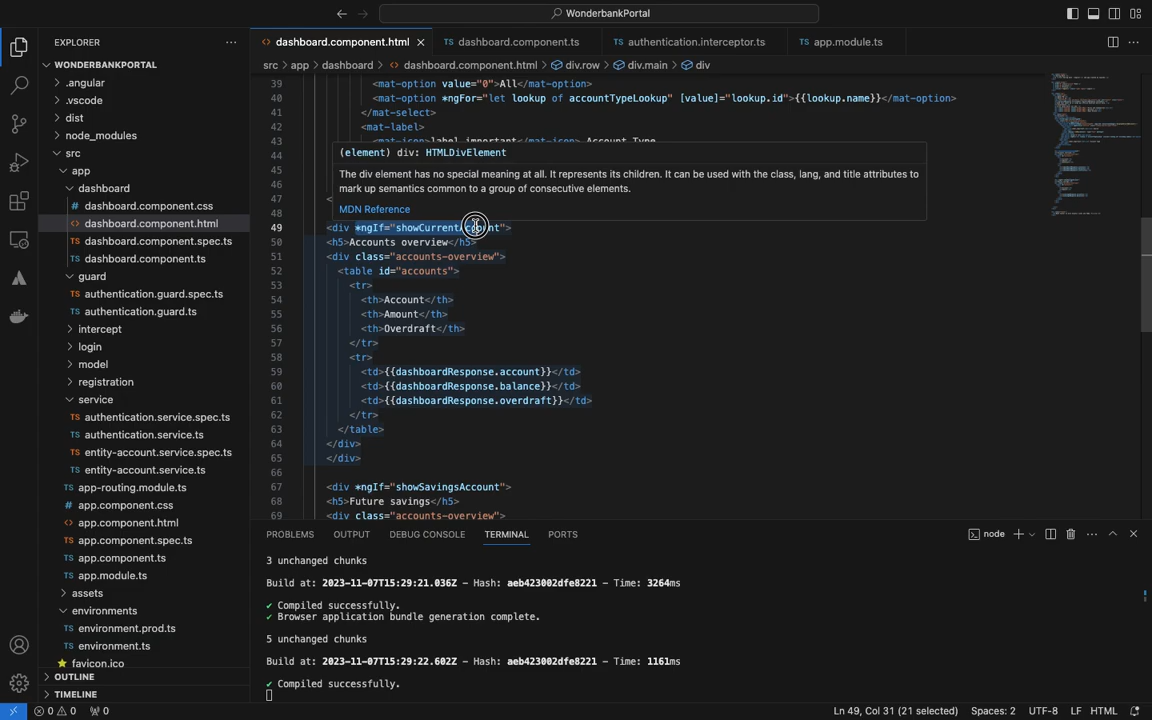 WonderbankPortal
EXPLORER
dashboard.component.html
dashboard.component.ts
authentication.interceptor.ts
app.module.ts
WONDERBANKPORTAL
src > app > dashboard > dashboard.component.html > div.row > div.main > div
.angular
.vscode
dist
node_modules
src
app
dashboard
dashboard.component.css
dashboard.component.html
dashboard.component.spec.ts
dashboard.component.ts
guard
authentication.guard.spec.ts
authentication.guard.ts
intercept
login
model
registration
service
authentication.service.spec.ts
authentication.service.ts
entity-account.service.spec.ts
entity-account.service.ts
app-routing.module.ts
app.component.css
app.component.html
app.component.spec.ts
app.component.ts
app.module.ts
assets
environments
environment.prod.ts
environment.ts
favicon.ico
OUTLINE
TIMELINE
39 <mat-option value="0">All</mat-option>
40 <mat-option *ngFor="let lookup of accountTypeLookup" [value]="lookup.id">{{lookup.name}}</mat-option>
41 </mat-select>
42 <mat-label>
43 <mat-icon>label_important</mat-icon> Account Type
44
(element) div: HTMLDivElement
45
The div element has no special meaning at all. It represents its children. It can be used with the class, lang, and title attributes to
46
mark up semantics common to a group of consecutive elements.
47 <
MDN Reference
48
49 <div *ngIf="showCurrentAccount">
50 <h5>Accounts overview</h5>
51 <div class="accounts-overview">
52 <table id="accounts">
53 <tr>
54 <th>Account</th>
55 <th>Amount</th>
56 <th>Overdraft</th>
57 </tr>
58 <tr>
59 <td>{{dashboardResponse.account}}</td>
60 <td>{{dashboardResponse.balance}}</td>
61 <td>{{dashboardResponse.overdraft}}</td>
62 </tr>
63 </table>
64 </div>
65 </div>
66
67 <div *ngIf="showSavingsAccount">
68 <h5>Future savings</h5>
69 <div class="accounts-overview">
PROBLEMS OUTPUT DEBUG CONSOLE TERMINAL PORTS
node
3 unchanged chunks
Build at: 2023-11-07T15:29:21.036Z - Hash: aeb423002dfe8221 - Time: 3264ms
✔ Compiled successfully.
✔ Browser application bundle generation complete.
5 unchanged chunks
Build at: 2023-11-07T15:29:22.602Z - Hash: aeb423002dfe8221 - Time: 1161ms
✔ Compiled successfully.
0 0 0
Ln 49, Col 31 (21 selected) Spaces: 2 UTF-8 LF HTML